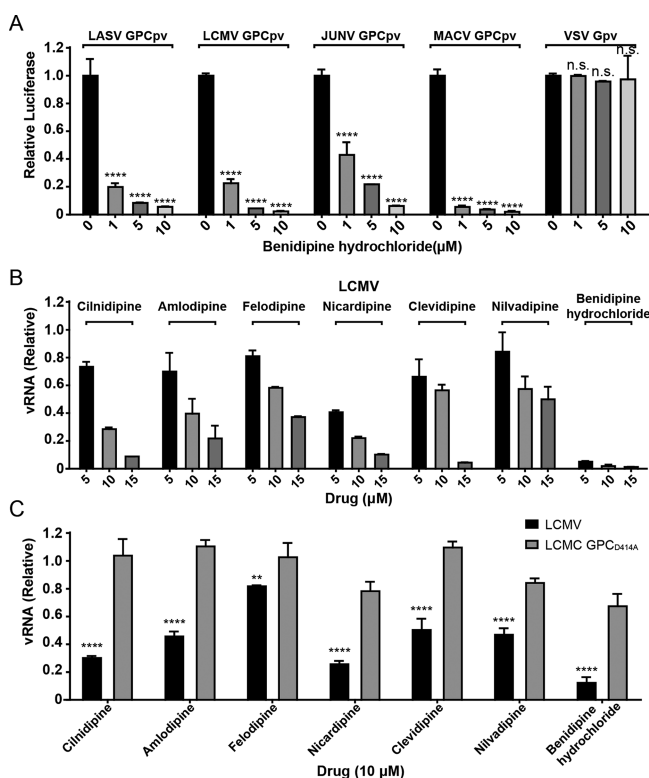 A
LASV GPCpv LCMV GPCpv JUNV GPCpv MACV GPCpv VSV Gpv
Relative Luciferase
1.2
1.0
0.8
0.6
0.4
0.2
0
**** **** ****
**** **** ****
**** **** ****
**** **** ****
n.s. n.s. n.s.
0 1 5 10 0 1 5 10 0 1 5 10 0 1 5 10 0 1 5 10
Benidipine hydrochloride(µM)
B
LCMV
Cilnidipine Amlodipine Felodipine Nicardipine Clevidipine Nilvadipine Benidipine
hydrochloride
vRNA (Relative)
1.2
1.0
0.8
0.6
0.4
0.2
0
5 10 15 5 10 15 5 10 15 5 10 15 5 10 15 5 10 15 5 10 15
Drug (µM)
C
LCMV
LCMC GPCD414A
vRNA (Relative)
1.2
1.0
0.8
0.6
0.4
0.2
0
**** **** ** **** **** **** ****
Cilnidipine Amlodipine Felodipine Nicardipine Clevidipine Nilvadipine Benidipine
hydrochloride
Drug (10 µM)